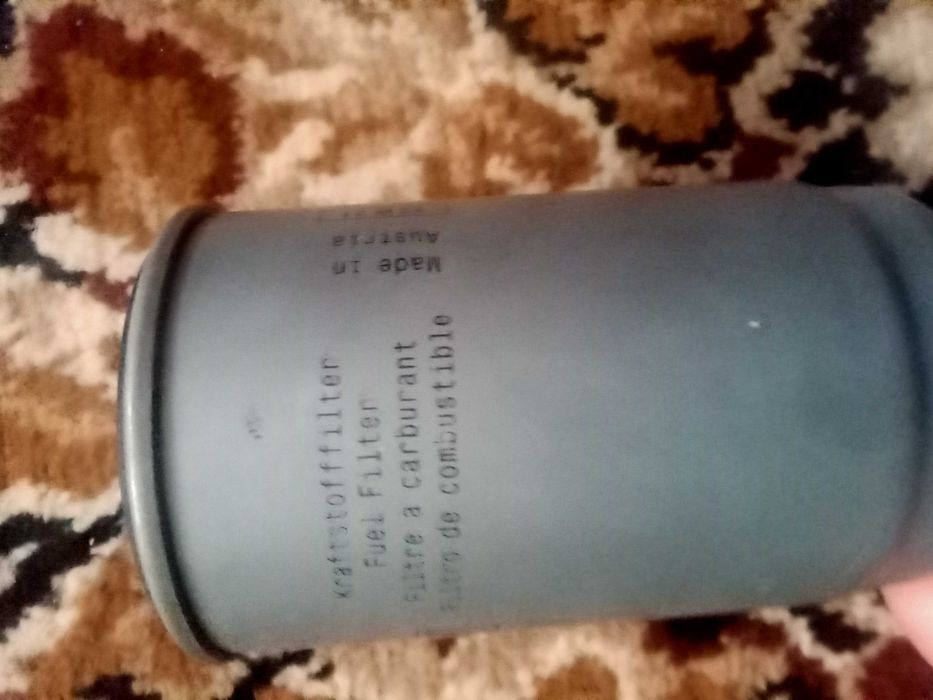 Kraftstofffilter
Fuel Filter
Filtre a carburant
Filtro de combustible
Made in
Austria